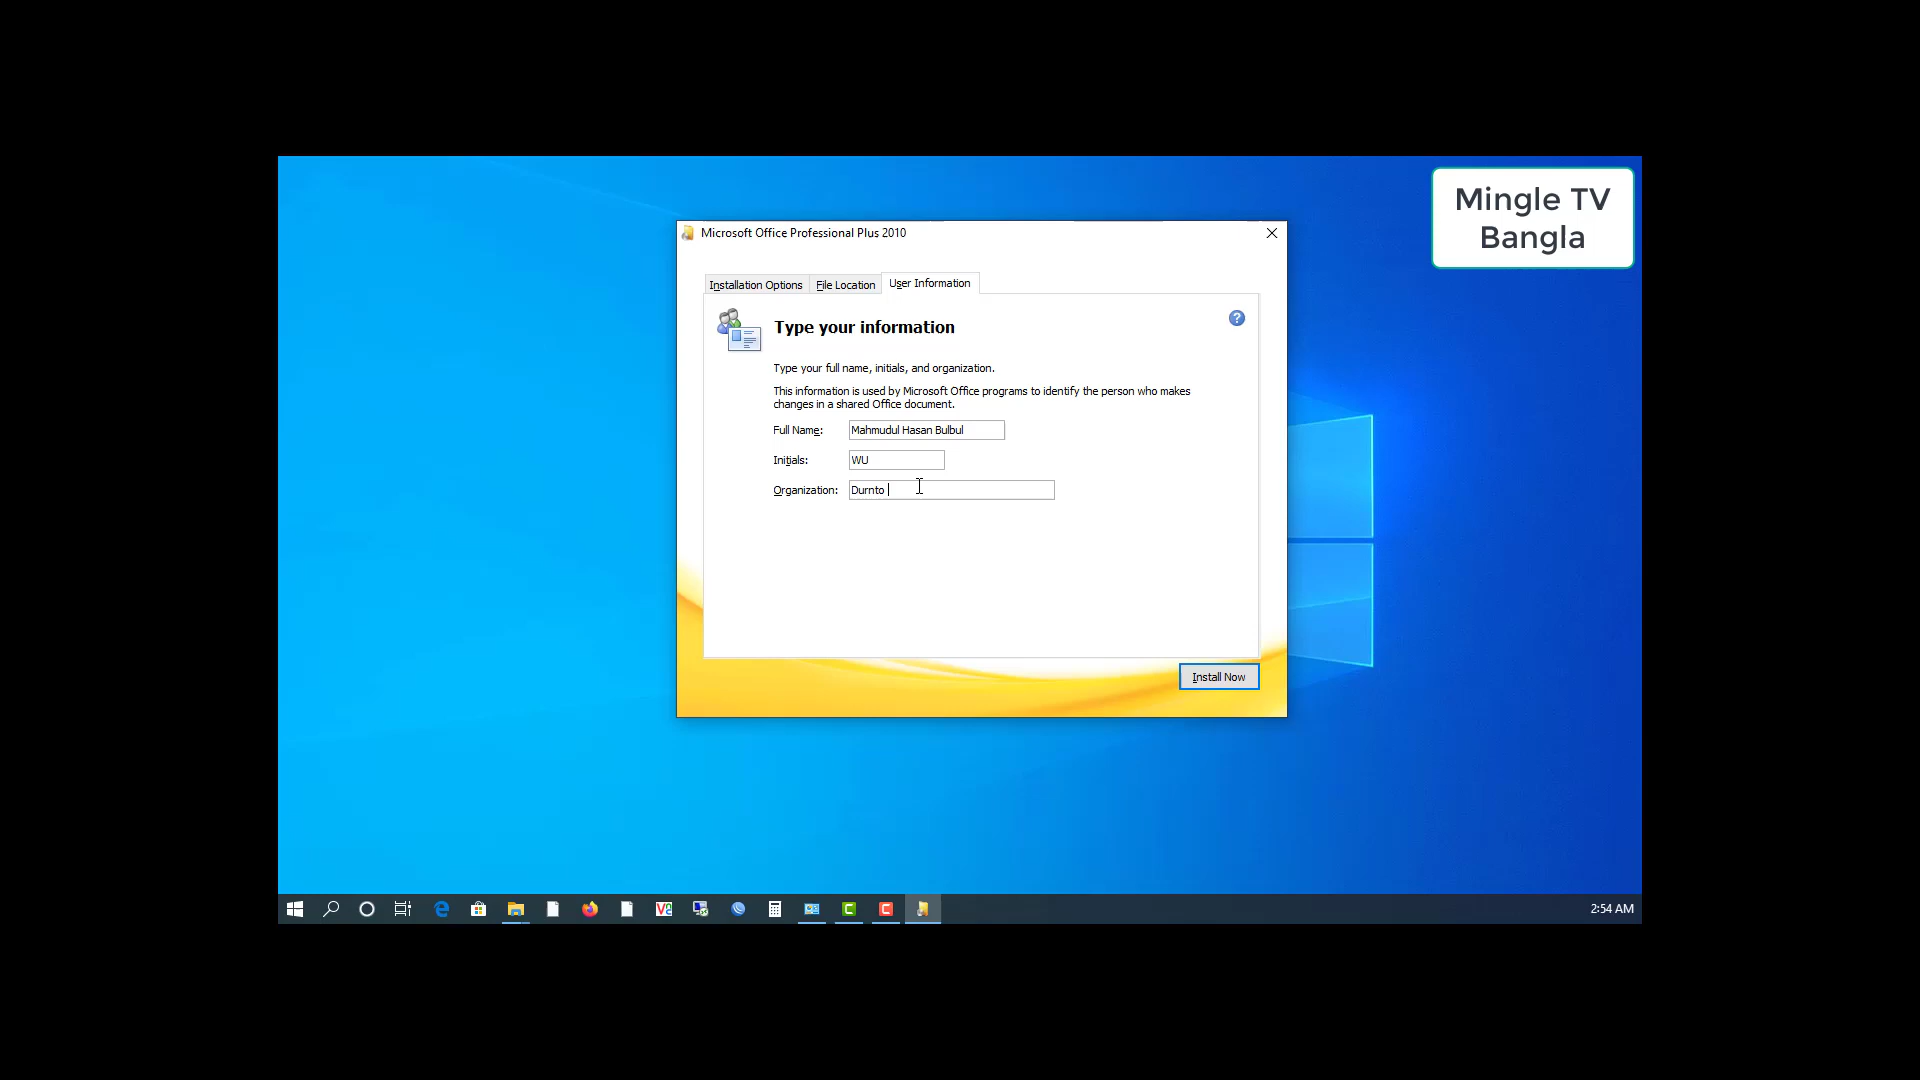 Mingle TV
Bangla
Microsoft Office Professional Plus 2010
Installation Options File Location User Information
Type your information
Type your full name, initials, and organization.
This information is used by Microsoft Office programs to identify the person who makes
changes in a shared Office document.
Full Name: Mahmudul Hasan Bulbul
Initials: WU
Organization: Durnto
Install Now
2:54 AM